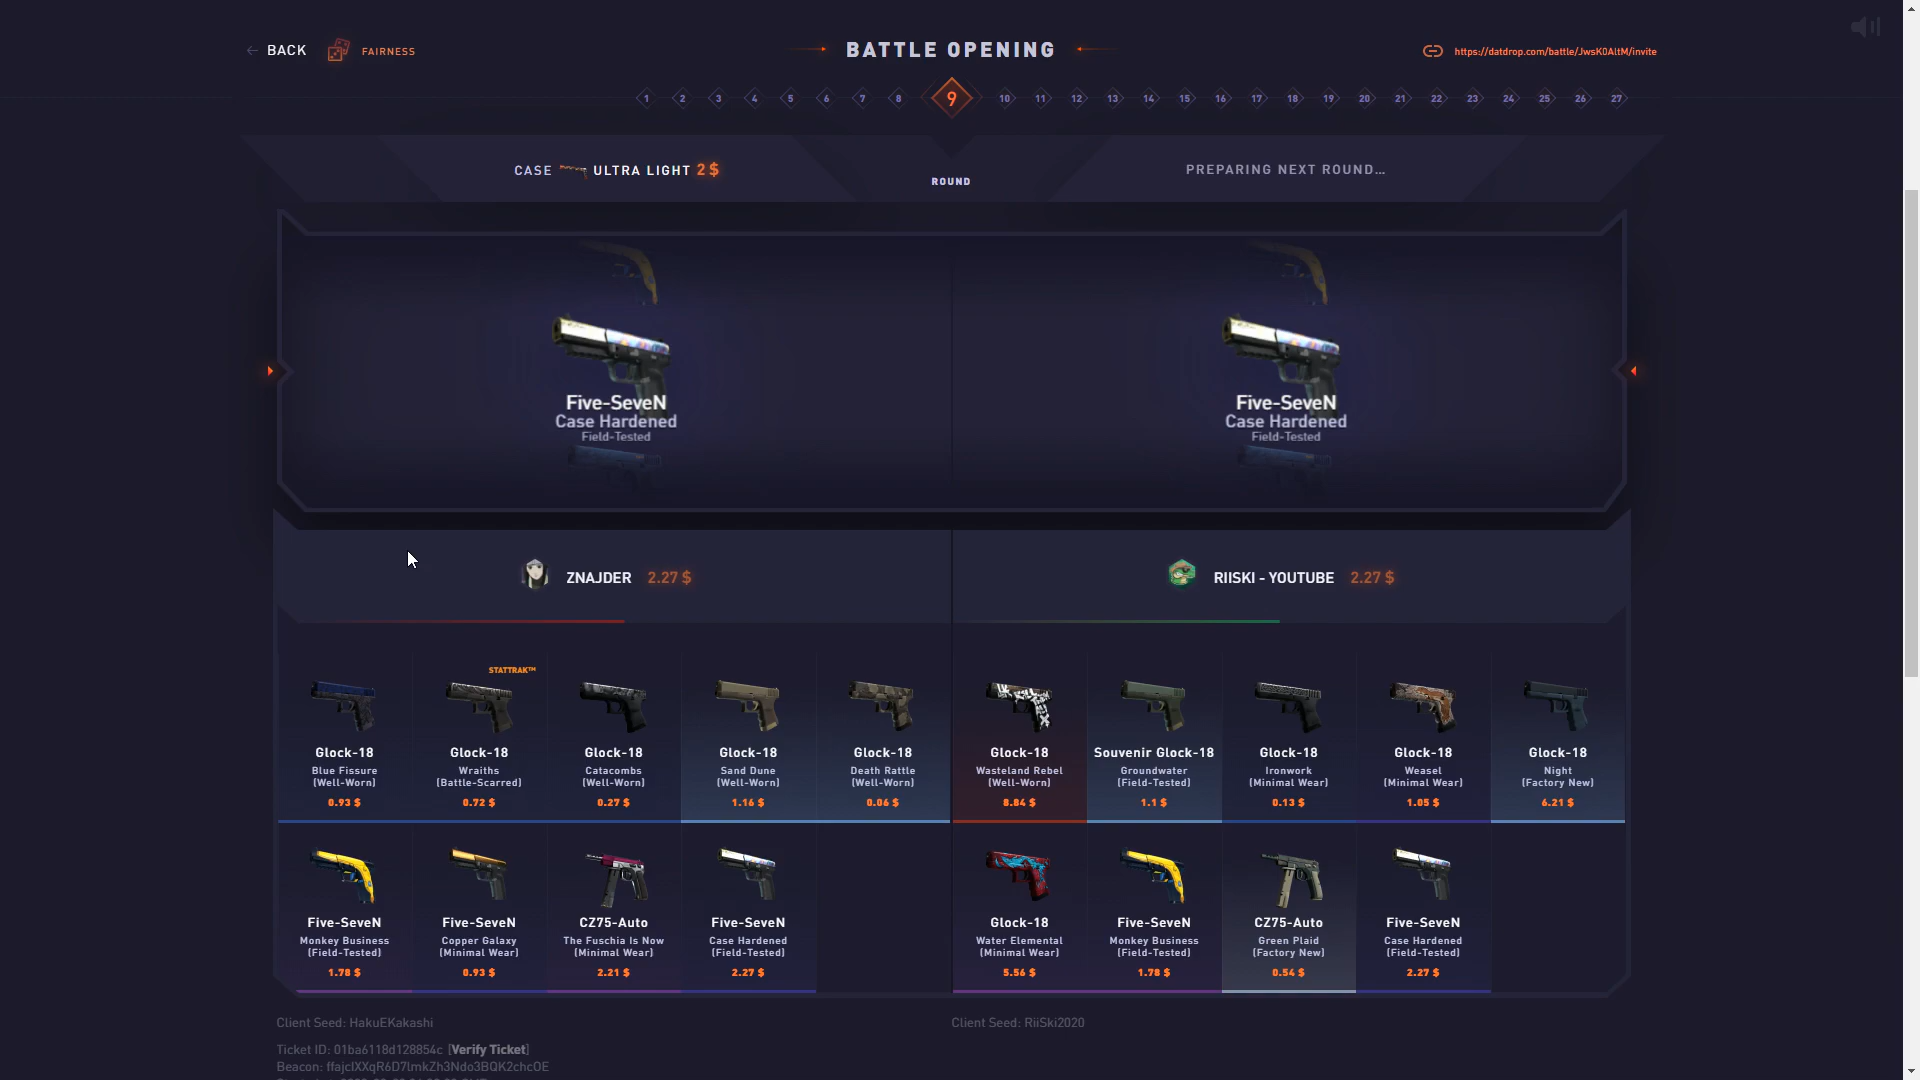 BACK
FAIRNESS
BATTLE OPENING
https://datdrop.com/battle/JwsK0AltM/invite
1 2 3 4 5 6 7 8 9 10 11 12 13 14 15 16 17 18 19 20 21 22 23 24 25 26 27
CASE ULTRA LIGHT 2 $
ROUND
PREPARING NEXT ROUND...
Five-SeveN
Case Hardened
Field-Tested
Five-SeveN
Case Hardened
Field-Tested
ZNAJDER 2.27 $
RIISKI - YOUTUBE 2.27 $
Glock-18
Blue Fissure
(Well-Worn)
0.93 $
STATTRAK™
Glock-18
Wraiths
(Battle-Scarred)
0.72 $
Glock-18
Catacombs
(Well-Worn)
0.27 $
Glock-18
Sand Dune
(Well-Worn)
1.16 $
Glock-18
Death Rattle
(Well-Worn)
0.06 $
Glock-18
Wasteland Rebel
(Well-Worn)
8.84 $
Souvenir Glock-18
Groundwater
(Field-Tested)
1.1 $
Glock-18
Ironwork
(Minimal Wear)
0.13 $
Glock-18
Weasel
(Minimal Wear)
1.05 $
Glock-18
Night
(Factory New)
6.21 $
Five-SeveN
Monkey Business
(Field-Tested)
1.78 $
Five-SeveN
Copper Galaxy
(Minimal Wear)
0.93 $
CZ75-Auto
The Fuschia Is Now
(Minimal Wear)
2.21 $
Five-SeveN
Case Hardened
(Field-Tested)
2.27 $
Glock-18
Water Elemental
(Minimal Wear)
5.56 $
Five-SeveN
Monkey Business
(Field-Tested)
1.78 $
CZ75-Auto
Green Plaid
(Factory New)
0.54 $
Five-SeveN
Case Hardened
(Field-Tested)
2.27 $
Client Seed: HakuEKakashi
Client Seed: RiiSki2020
Ticket ID: 01ba6118d128854c [Verify Ticket]
Beacon: ffajcIXXqR6D7lmkZh3Ndo3BQK2chcOE